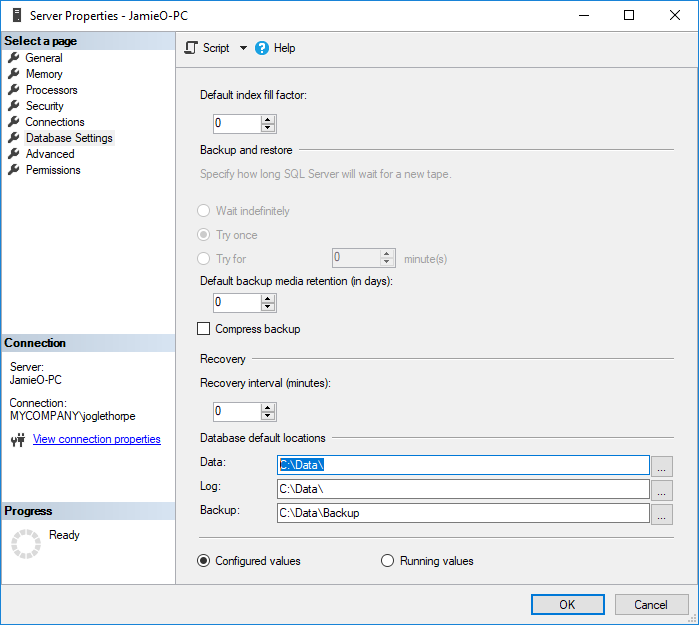 Server Properties - JamieO-PC
Select a page
General
Memory
Processors
Security
Connections
Database Settings
Advanced
Permissions
Connection
Server:
JamieO-PC
Connection:
MYCOMPANY\joglethorpe
View connection properties
Progress
Ready
Script
? Help
Default index fill factor:
0
Backup and restore
Specify how long SQL Server will wait for a new tape.
Wait indefinitely
Try once
Try for 0 minute(s)
Default backup media retention (in days):
0
Compress backup
Recovery
Recovery interval (minutes):
0
Database default locations
Data: C:\Data\ ...
Log: C:\Data\ ...
Backup: C:\Data\Backup ...
Configured values Running values
OK Cancel